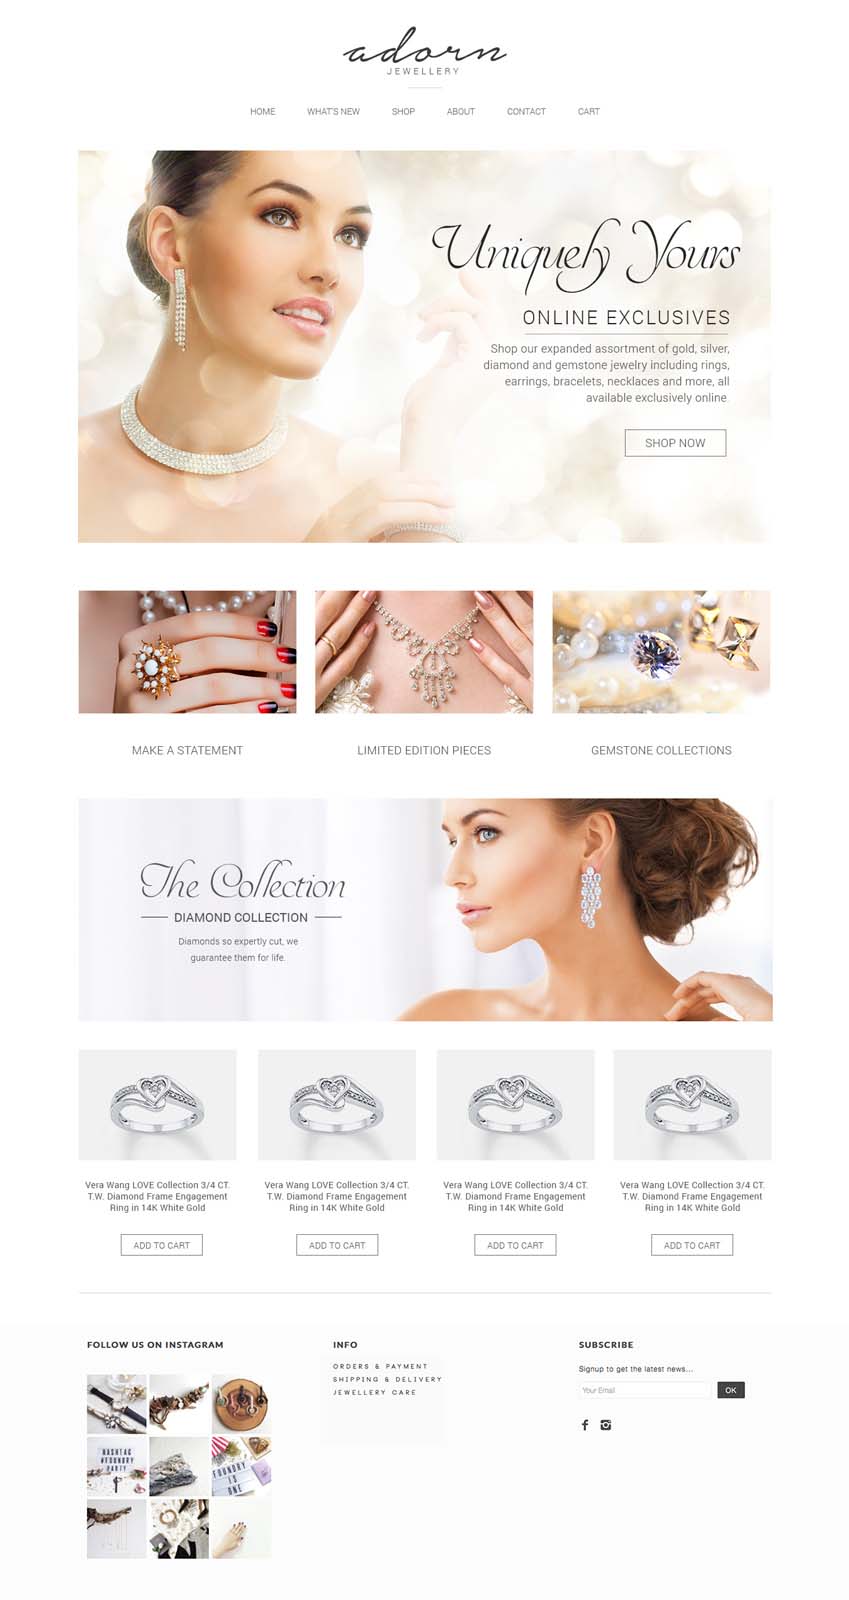 adorn
JEWELLERY
HOME WHAT'S NEW SHOP ABOUT CONTACT CART
Uniquely Yours
ONLINE EXCLUSIVES
Shop our expanded assortment of gold, silver,
diamond and gemstone jewelry including rings,
earrings, bracelets, necklaces and more, all
available exclusively online.
SHOP NOW
MAKE A STATEMENT
LIMITED EDITION PIECES
GEMSTONE COLLECTIONS
The Collection
DIAMOND COLLECTION
Diamonds so expertly cut, we
guarantee them for life.
Vera Wang LOVE Collection 3/4 CT.
T.W. Diamond Frame Engagement
Ring in 14K White Gold
ADD TO CART
Vera Wang LOVE Collection 3/4 CT.
T.W. Diamond Frame Engagement
Ring in 14K White Gold
ADD TO CART
Vera Wang LOVE Collection 3/4 CT.
T.W. Diamond Frame Engagement
Ring in 14K White Gold
ADD TO CART
Vera Wang LOVE Collection 3/4 CT.
T.W. Diamond Frame Engagement
Ring in 14K White Gold
ADD TO CART
FOLLOW US ON INSTAGRAM
HASHTAG
#FOUNDRY
PARTY
FOUNDRY
IS
ONE
INFO
ORDERS & PAYMENT
SHIPPING & DELIVERY
JEWELLERY CARE
SUBSCRIBE
Signup to get the latest news...
Your Email
OK